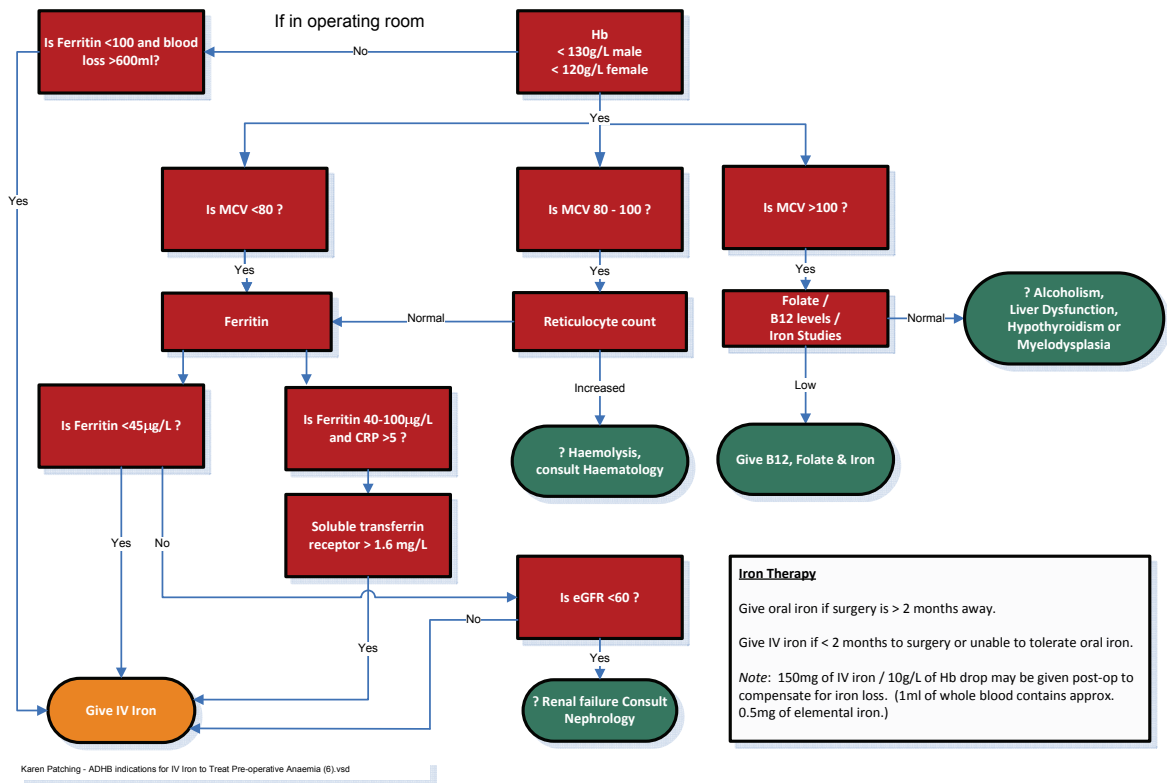 If in operating room
Is Ferritin <100 and blood
loss >600ml?
No
Hb
< 130g/L male
< 120g/L female
Yes
Yes
Is MCV <80 ?
Is MCV 80 - 100 ?
Is MCV >100 ?
Yes
Yes
Yes
Ferritin
Normal
Reticulocyte count
Folate /
B12 levels /
Iron Studies
Normal
? Alcoholism,
Liver Dysfunction,
Hypothyroidism or
Myelodysplasia
Increased
Low
Is Ferritin <45µg/L ?
Is Ferritin 40-100µg/L
and CRP >5 ?
? Haemolysis,
consult Haematology
Give B12, Folate & Iron
Soluble transferrin
receptor > 1.6 mg/L
Yes
No
Is eGFR <60 ?
No
Yes
Yes
Give IV Iron
? Renal failure Consult
Nephrology
Iron Therapy
Give oral iron if surgery is > 2 months away.
Give IV iron if < 2 months to surgery or unable to tolerate oral iron.
Note: 150mg of IV iron / 10g/L of Hb drop may be given post-op to
compensate for iron loss. (1ml of whole blood contains approx.
0.5mg of elemental iron.)
Karen Patching - ADHB indications for IV Iron to Treat Pre-operative Anaemia (6).vsd